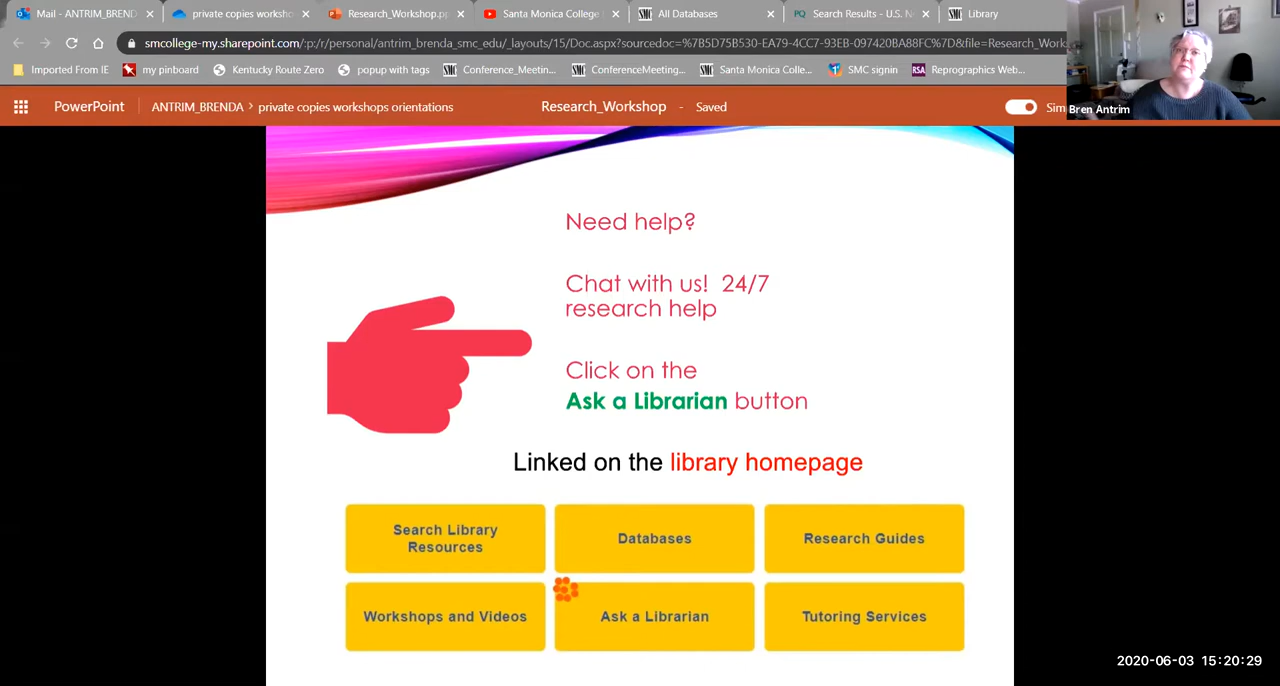 Mail - ANTRIM_BREND
private copies worksho
Research_Workshop.pp
Santa Monica College
All Databases
Search Results - U.S. N
Library
smcollege-my.sharepoint.com/:p:/r/personal/antrim_brenda_smc_edu/_layouts/15/Doc.aspx?sourcedoc=%7B5D75B530-EA79-4CC7-93EB-097420BA88FC%7D&file=Research_Work
Imported From IE
my pinboard
Kentucky Route Zero
popup with tags
Conference_Meetin...
ConferenceMeeting...
Santa Monica Colle...
SMC signin
Reprographics Web...
PowerPoint
ANTRIM_BRENDA > private copies workshops orientations
Research_Workshop - Saved
Sim
Bren Antrim
Need help?
Chat with us! 24/7
research help
Click on the
Ask a Librarian button
Linked on the library homepage
Search Library
Resources
Databases
Research Guides
Workshops and Videos
Ask a Librarian
Tutoring Services
2020-06-03 15:20:29